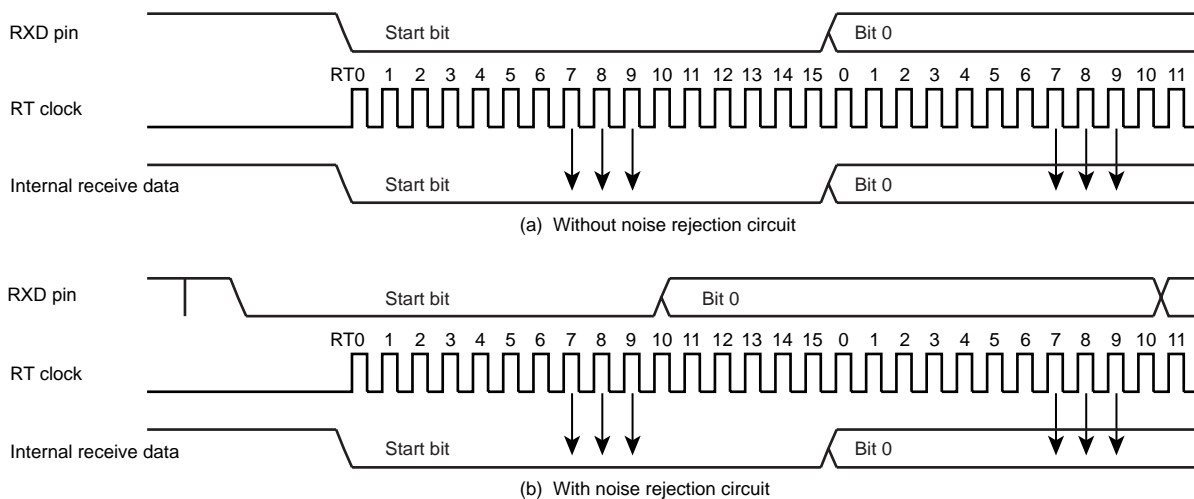 RXD pin Start bit Bit 0
RT0 1 2 3 4 5 6 7 8 9 10 11 12 13 14 15 0 1 2 3 4 5 6 7 8 9 10 11
RT clock
Internal receive data Start bit Bit 0
(a) Without noise rejection circuit
RXD pin Start bit Bit 0
RT0 1 2 3 4 5 6 7 8 9 10 11 12 13 14 15 0 1 2 3 4 5 6 7 8 9 10 11
RT clock
Internal receive data Start bit Bit 0
(b) With noise rejection circuit